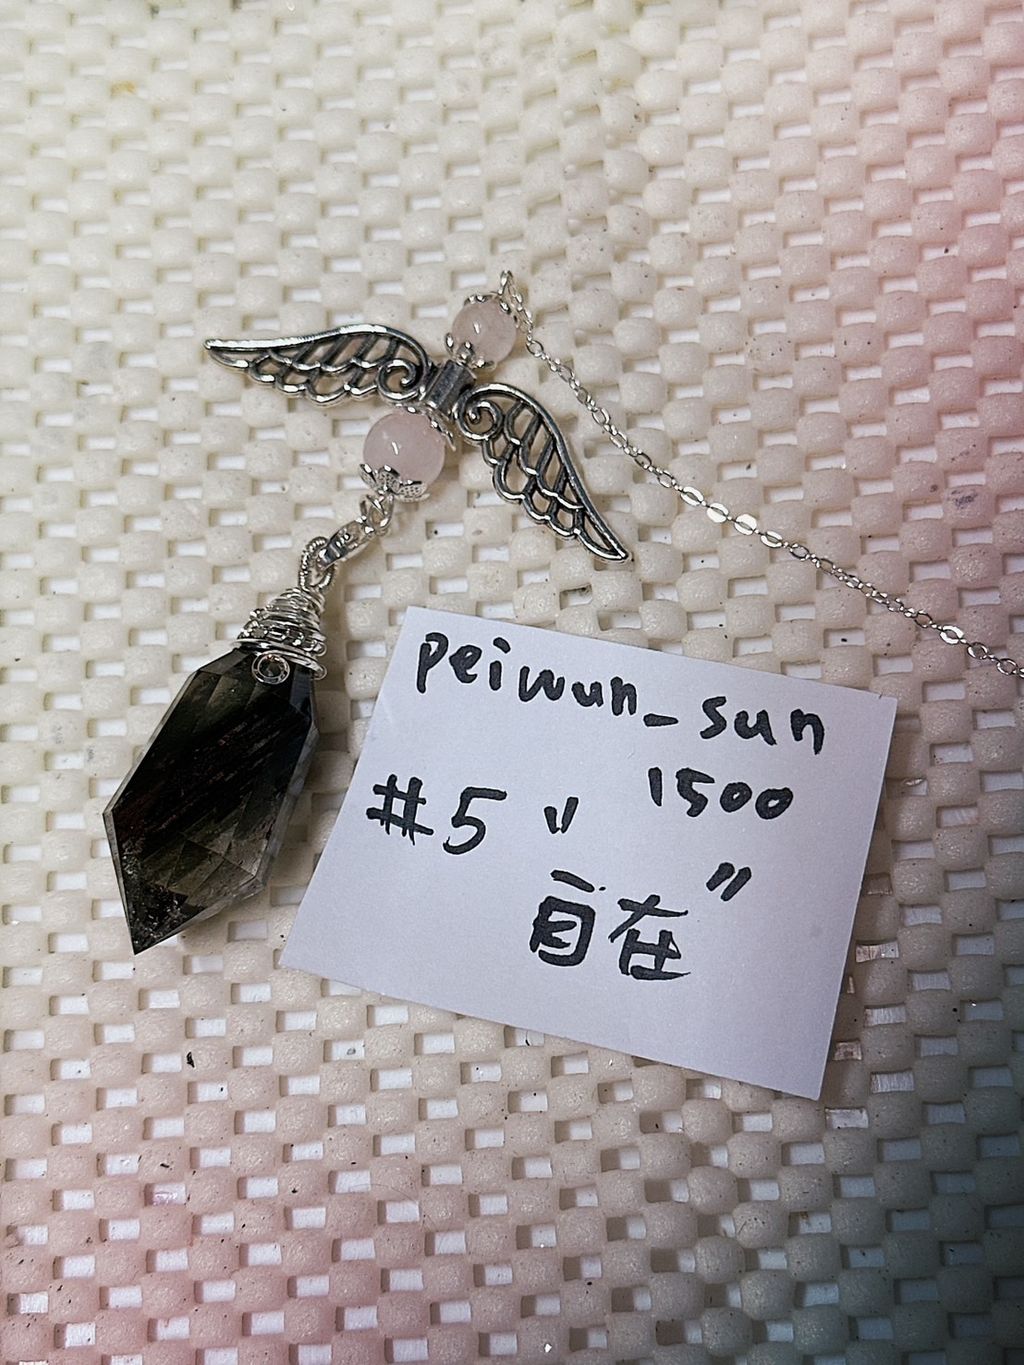 peiwun_sun
1500
#5 "
自在"